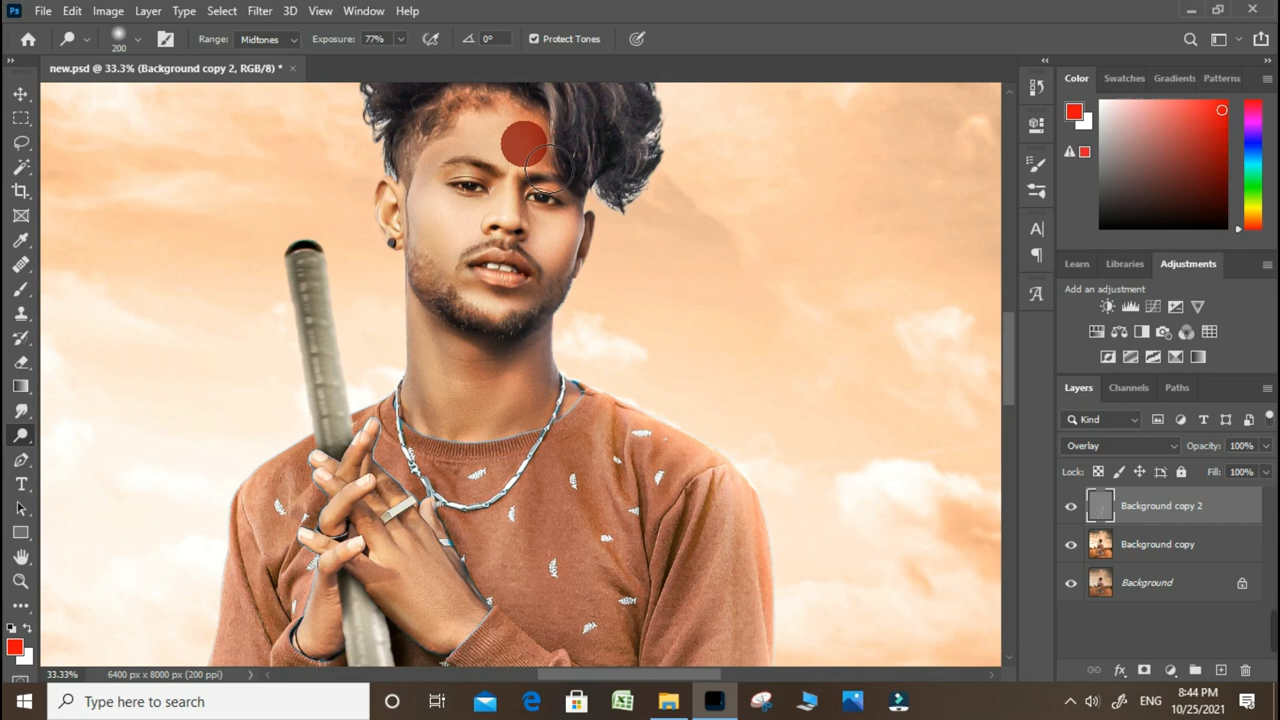 Ps File Edit Image Layer Type Select Filter 3D View Window Help
200 Range: Midtones Exposure: 77% 0° Protect Tones
new.psd @ 33.3% (Background copy 2, RGB/8) * ×
Color Swatches Gradients Patterns
Learn Libraries Adjustments
Add an adjustment
Layers Channels Paths
Kind
Overlay Opacity: 100%
Lock: Fill: 100%
Background copy 2
Background copy
Background
33.33% 6400 px x 8000 px (200 ppi)
Type here to search
ENG
8:44 PM
10/25/2021